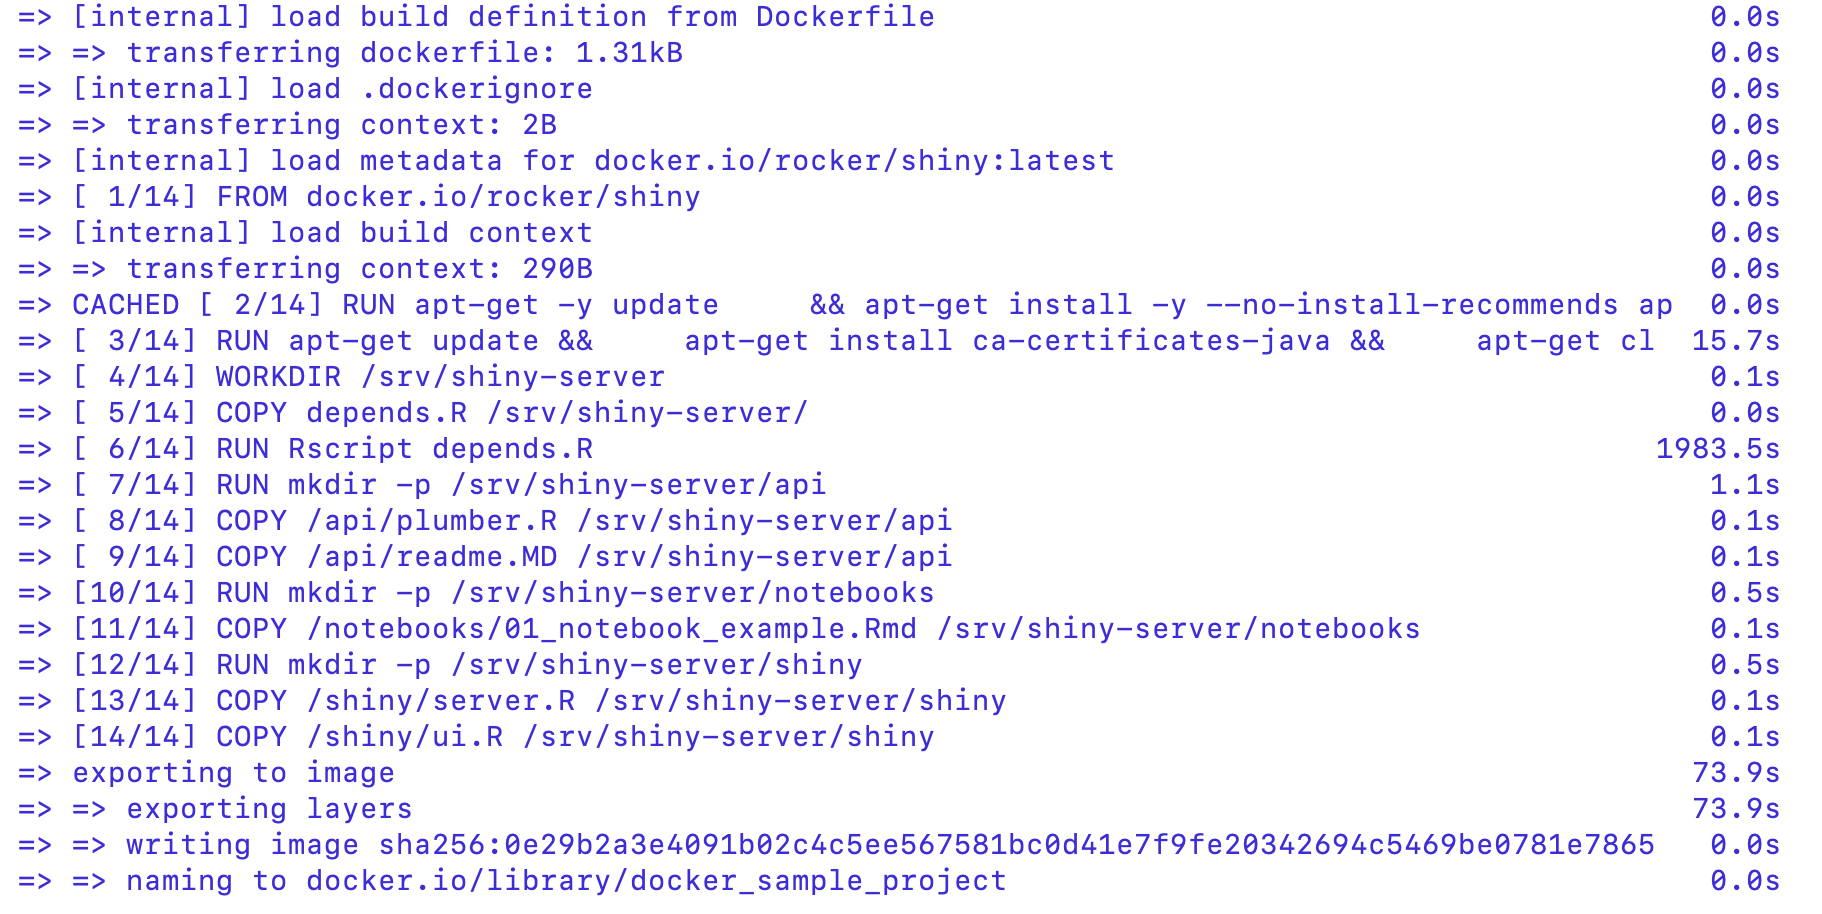 => [internal] load build definition from Dockerfile 0.0s
=> => transferring dockerfile: 1.31kB 0.0s
=> [internal] load .dockerignore 0.0s
=> => transferring context: 2B 0.0s
=> [internal] load metadata for docker.io/rocker/shiny:latest 0.0s
=> [ 1/14] FROM docker.io/rocker/shiny 0.0s
=> [internal] load build context 0.0s
=> => transferring context: 290B 0.0s
=> CACHED [ 2/14] RUN apt-get -y update     && apt-get install -y --no-install-recommends ap 0.0s
=> [ 3/14] RUN apt-get update &&     apt-get install ca-certificates-java &&     apt-get cl 15.7s
=> [ 4/14] WORKDIR /srv/shiny-server 0.1s
=> [ 5/14] COPY depends.R /srv/shiny-server/ 0.0s
=> [ 6/14] RUN Rscript depends.R 1983.5s
=> [ 7/14] RUN mkdir -p /srv/shiny-server/api 1.1s
=> [ 8/14] COPY /api/plumber.R /srv/shiny-server/api 0.1s
=> [ 9/14] COPY /api/readme.MD /srv/shiny-server/api 0.1s
=> [10/14] RUN mkdir -p /srv/shiny-server/notebooks 0.5s
=> [11/14] COPY /notebooks/01_notebook_example.Rmd /srv/shiny-server/notebooks 0.1s
=> [12/14] RUN mkdir -p /srv/shiny-server/shiny 0.5s
=> [13/14] COPY /shiny/server.R /srv/shiny-server/shiny 0.1s
=> [14/14] COPY /shiny/ui.R /srv/shiny-server/shiny 0.1s
=> exporting to image 73.9s
=> => exporting layers 73.9s
=> => writing image sha256:0e29b2a3e4091b02c4c5ee567581bc0d41e7f9fe20342694c5469be0781e7865 0.0s
=> => naming to docker.io/library/docker_sample_project 0.0s